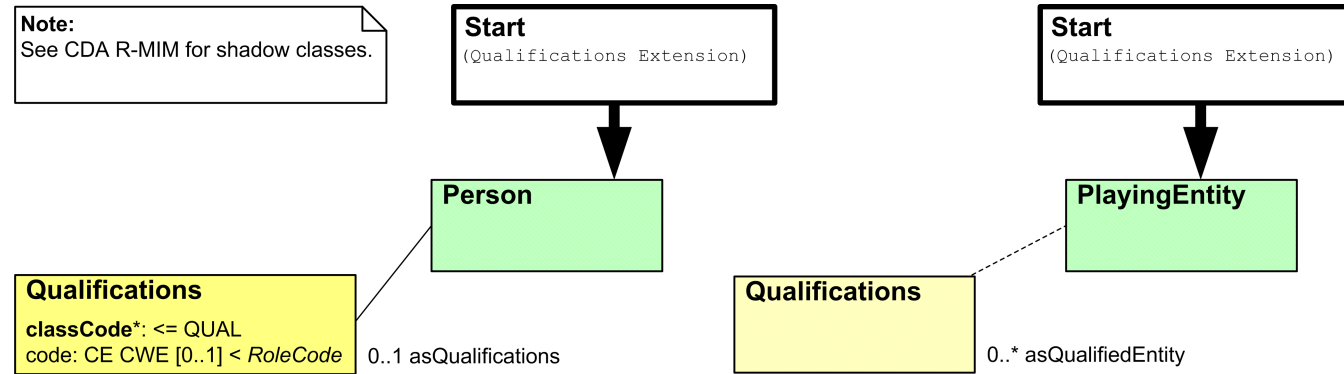 Note:
See CDA R-MIM for shadow classes.
Start
(Qualifications Extension)
Start
(Qualifications Extension)
Person
PlayingEntity
Qualifications
classCode*: <= QUAL
code: CE CWE [0..1] < RoleCode
0..1 asQualifications
Qualifications
0..* asQualifiedEntity